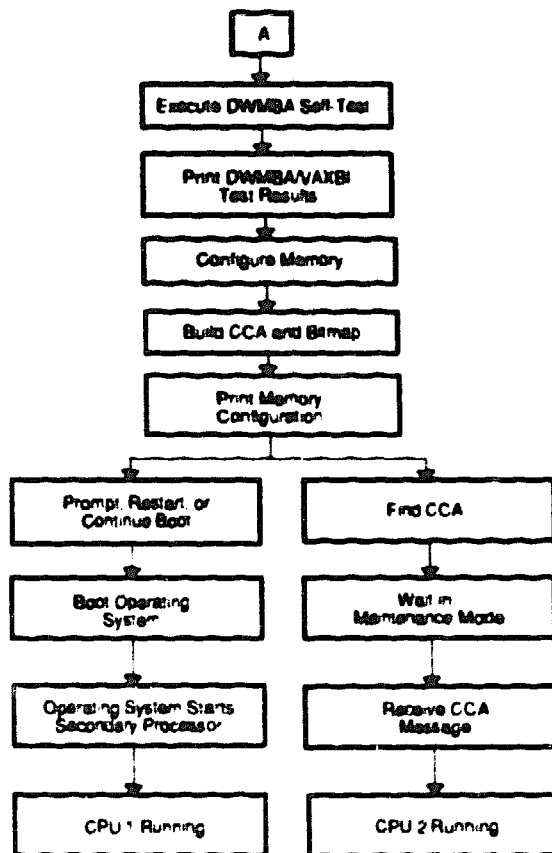 A
Execute DWMBA Self-Test
Print DWMBA/VAXBI
Test Results
Configure Memory
Build CCA and Bitmap
Print Memory
Configuration
Prompt, Restart, or
Continue Boot
Find CCA
Boot Operating
System
Wait in
Maintenance Mode
Operating System Starts
Secondary Processor
Receive CCA
Message
CPU 1 Running
CPU 2 Running